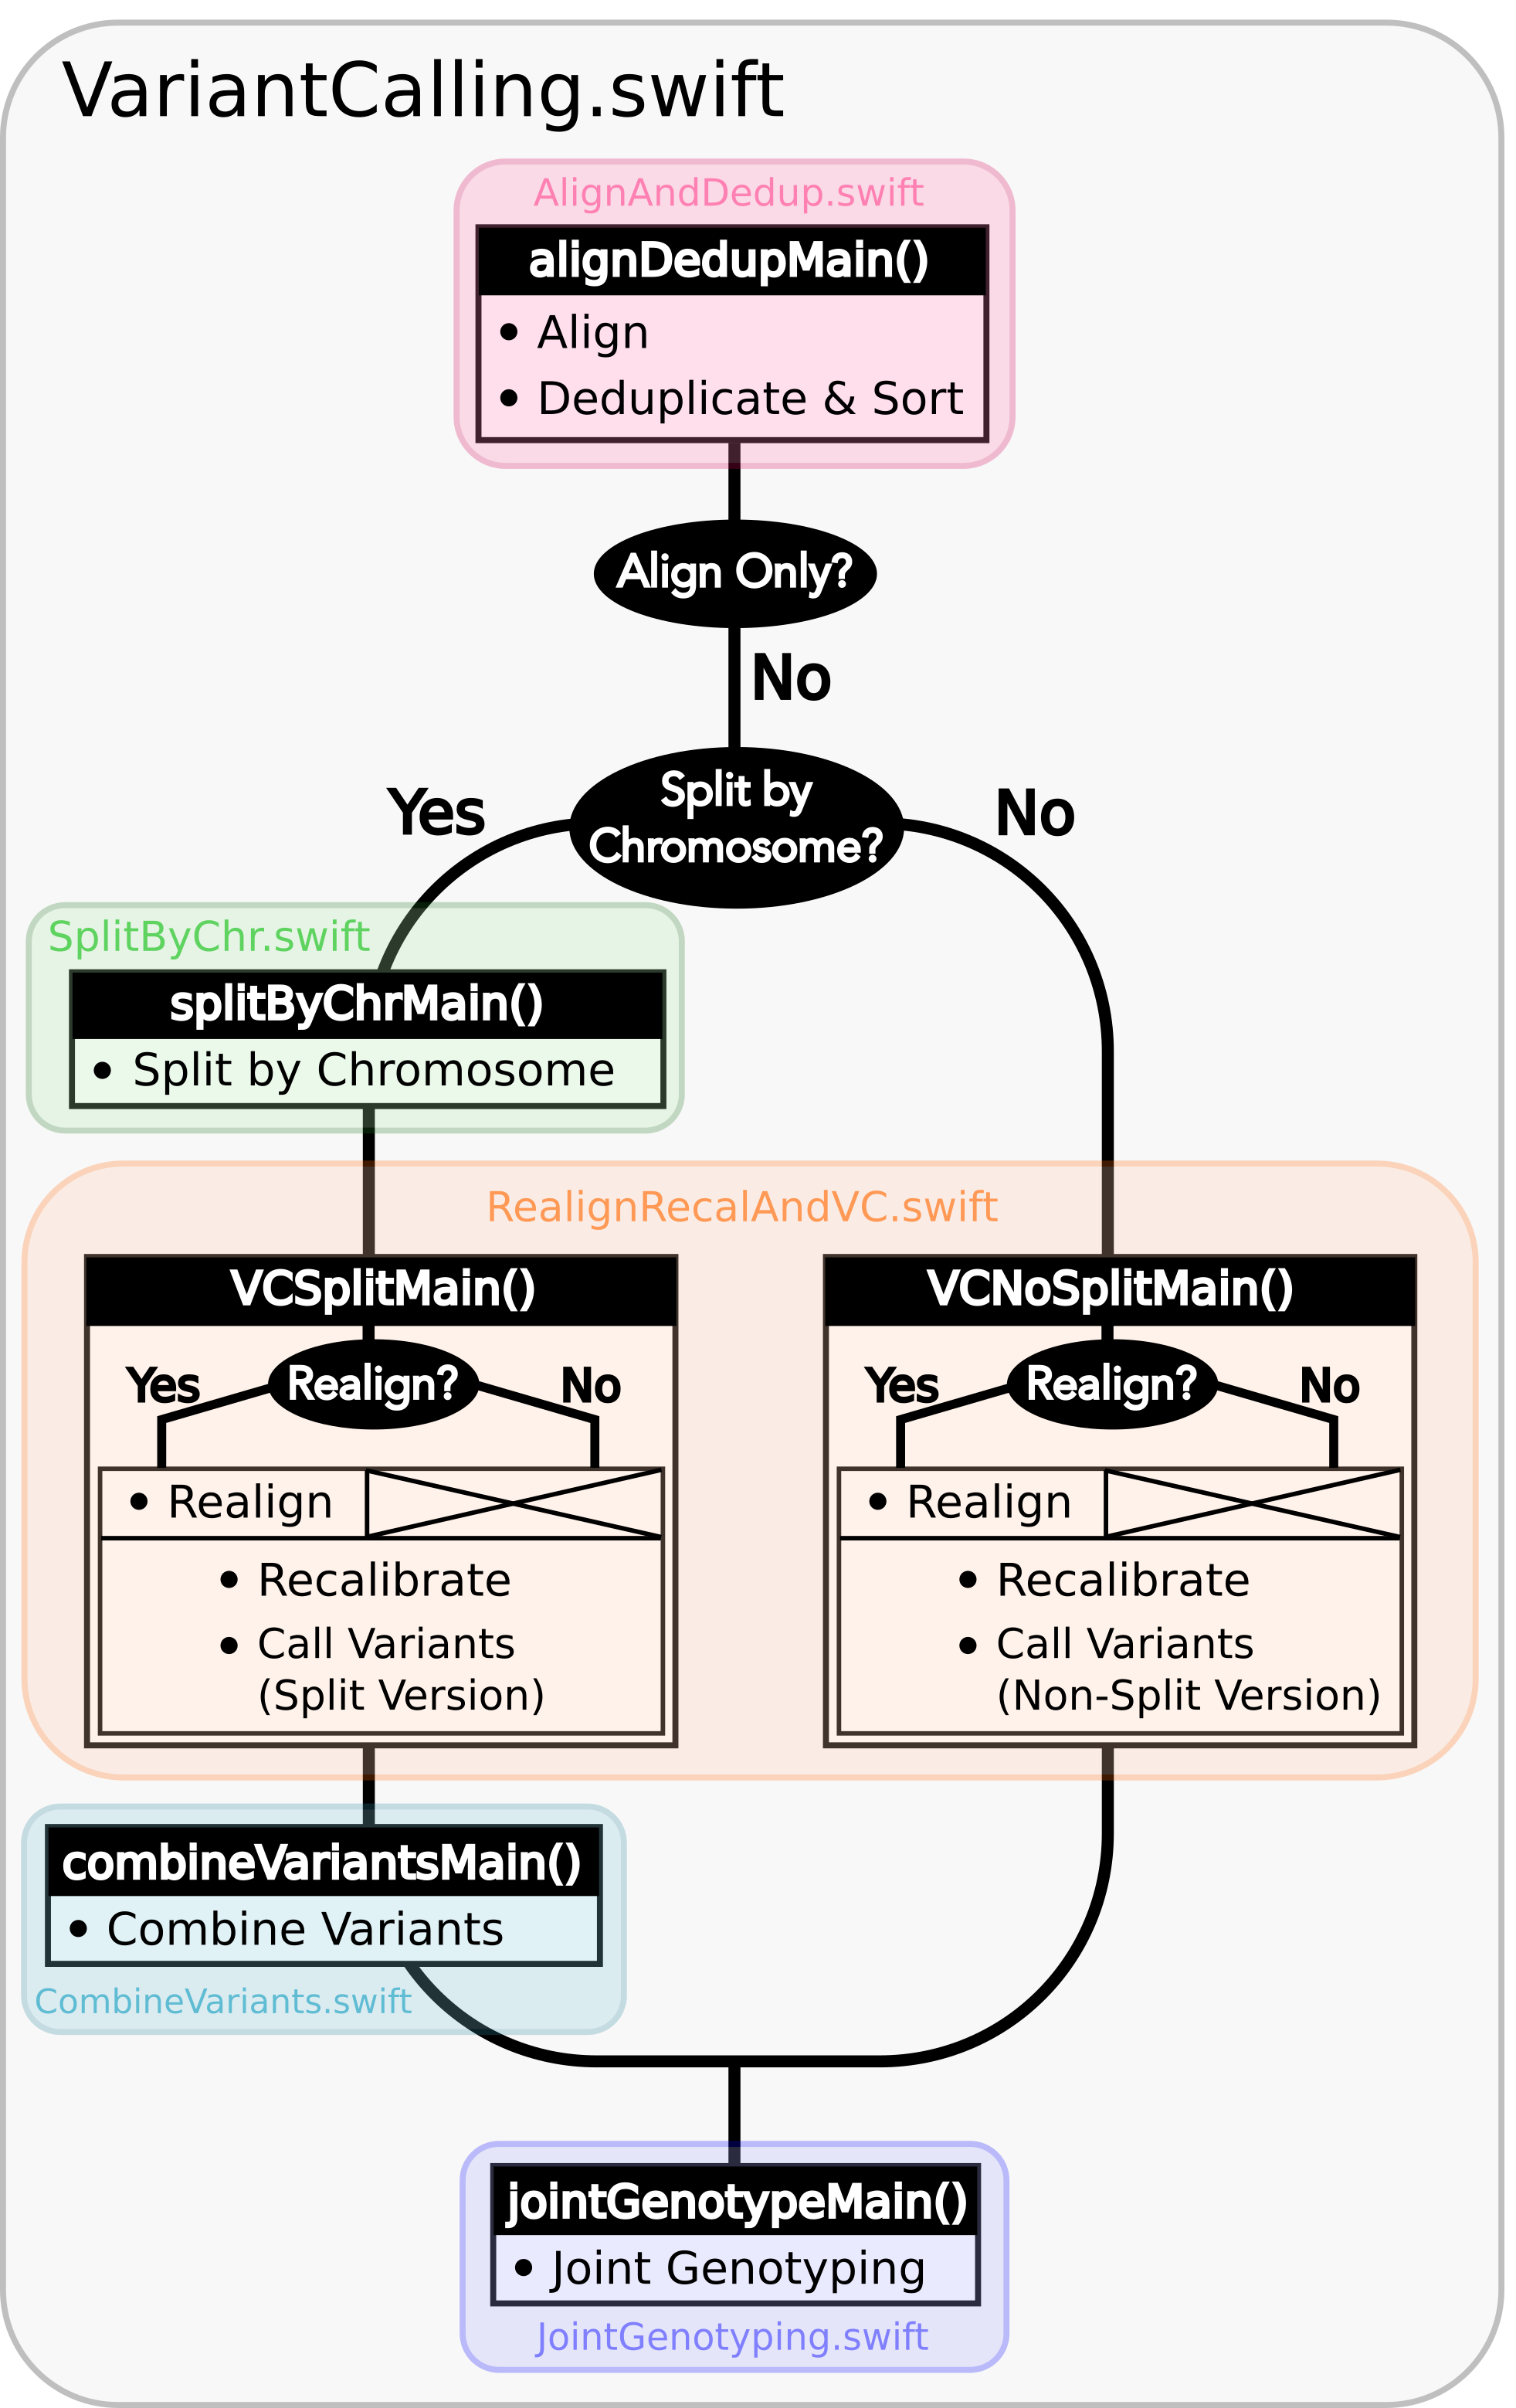 VariantCalling.swift
AlignAndDedup.swift
alignDedupMain()
• Align
• Deduplicate & Sort
Align Only?
No
Split by
Chromosome?
Yes
No
SplitByChr.swift
splitByChrMain()
• Split by Chromosome
RealignRecalAndVC.swift
VCSplitMain()
Yes
Realign?
No
• Realign
• Recalibrate
• Call Variants
(Split Version)
VCNoSplitMain()
Yes
Realign?
No
• Realign
• Recalibrate
• Call Variants
(Non-Split Version)
combineVariantsMain()
• Combine Variants
CombineVariants.swift
jointGenotypeMain()
• Joint Genotyping
JointGenotyping.swift